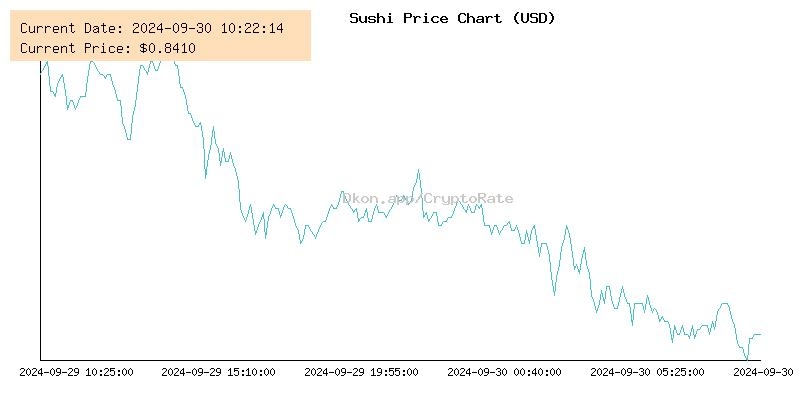 Sushi Price Chart (USD)
Current Date: 2024-09-30 10:22:14
Current Price: $0.8410
Dkon.app/CryptoRate
2024-09-29 10:25:00 2024-09-29 15:10:00 2024-09-29 19:55:00 2024-09-30 00:40:00 2024-09-30 05:25:00 2024-09-30